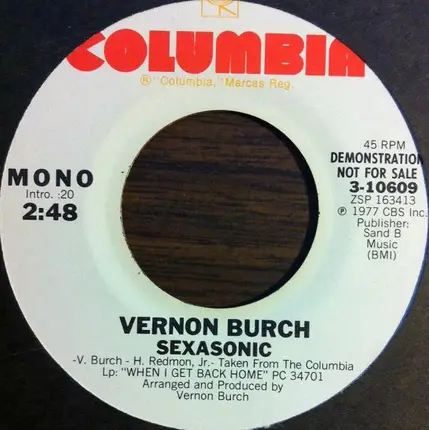 COLUMBIA
® "Columbia," Marcas Reg.
MONO
Intro. :20
2:48
45 RPM
DEMONSTRATION
NOT FOR SALE
3-10609
ZSP 163413
℗ 1977 CBS Inc.
Publisher:
Sand B
Music
(BMI)
VERNON BURCH
SEXASONIC
-V. Burch - H. Redmon, Jr.- Taken From The Columbia
Lp: "WHEN I GET BACK HOME" PC 34701
Arranged and Produced by
Vernon Burch